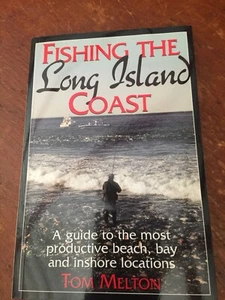 FISHING THE
Long Island
COAST
A guide to the most
productive beach, bay
and inshore locations
TOM MELTON